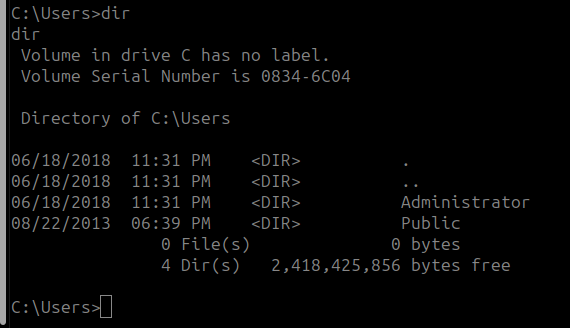 C:\Users>dir
dir
 Volume in drive C has no label.
 Volume Serial Number is 0834-6C04

 Directory of C:\Users

06/18/2018  11:31 PM    <DIR>          .
06/18/2018  11:31 PM    <DIR>          ..
06/18/2018  11:31 PM    <DIR>          Administrator
08/22/2013  06:39 PM    <DIR>          Public
               0 File(s)              0 bytes
               4 Dir(s)   2,418,425,856 bytes free

C:\Users>